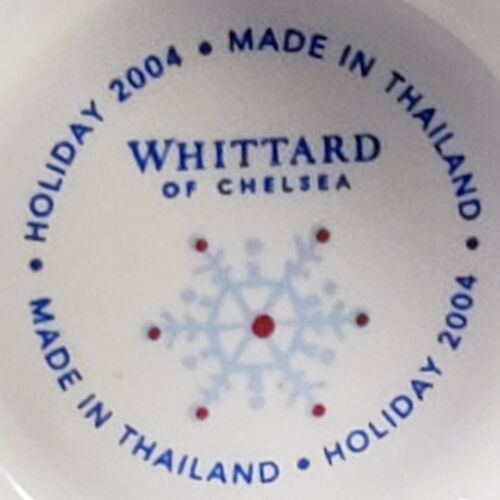 HOLIDAY 2004 • MADE IN THAILAND • HOLIDAY 2004 • MADE IN THAILAND •
WHITTARD
OF CHELSEA